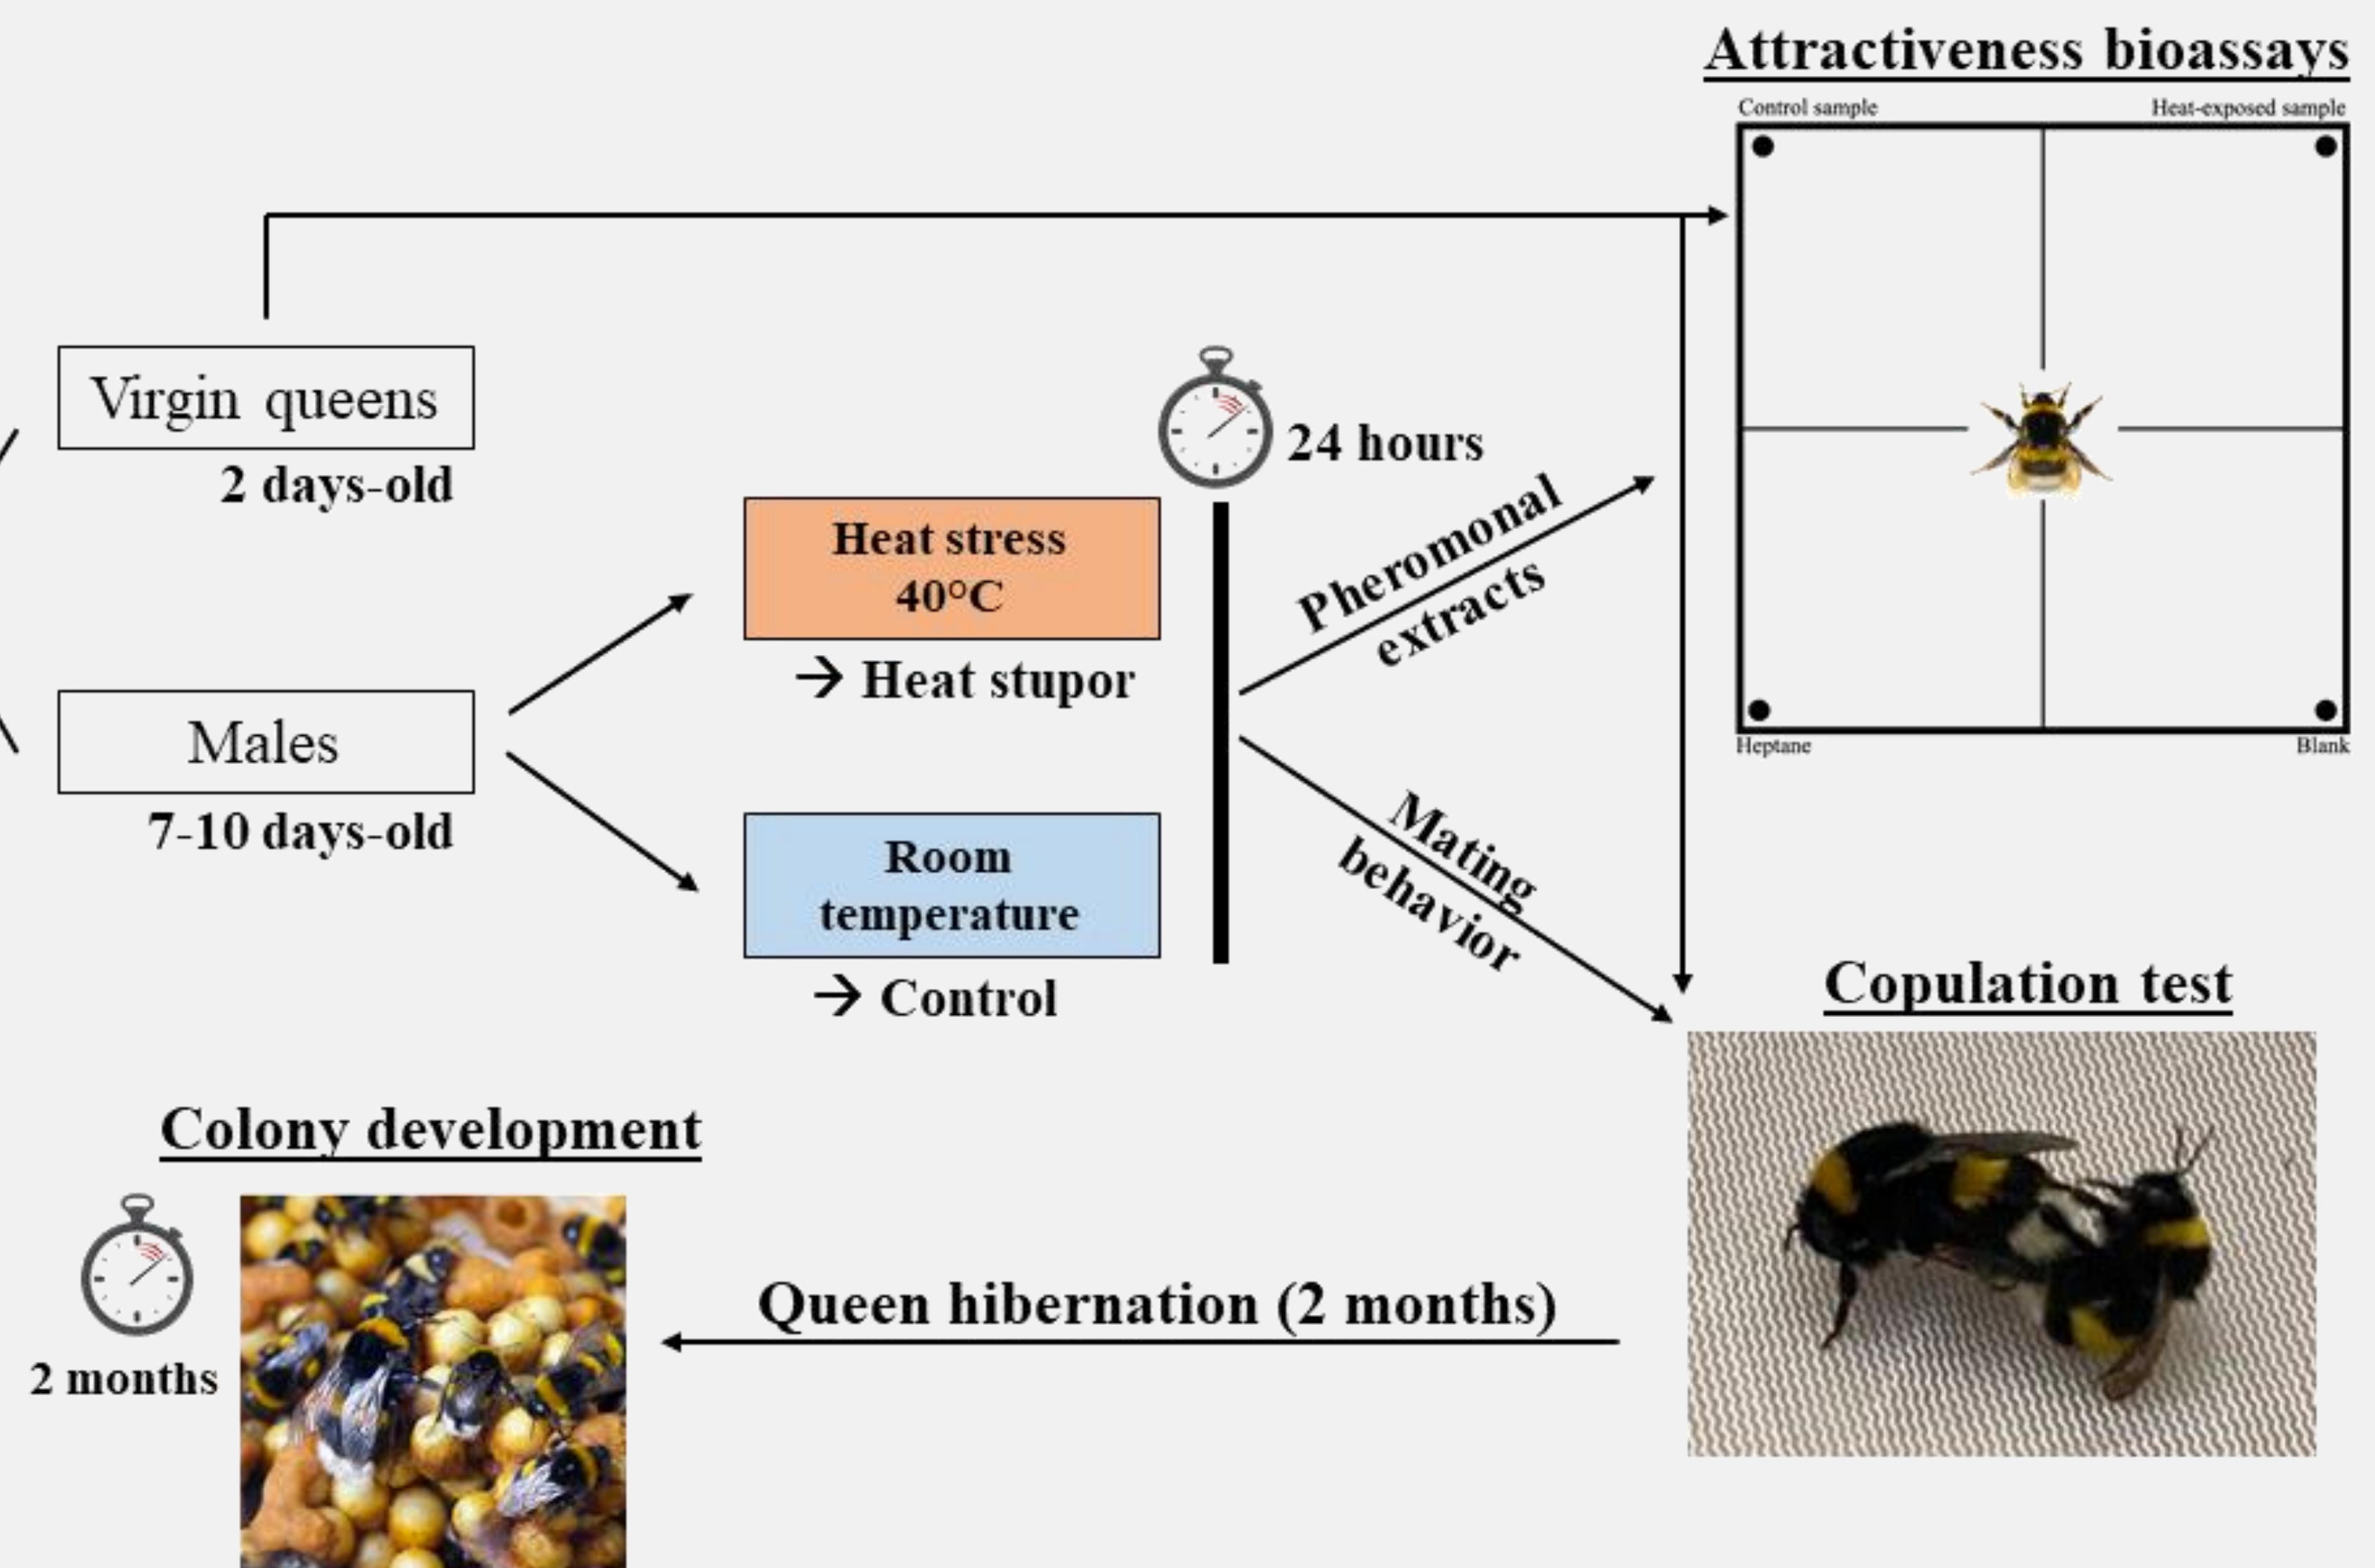 Attractiveness bioassays
Control sample
Heat-exposed sample
Virgin queens
2 days-old
24 hours
Heat stress
40°C
→ Heat stupor
Pheromonal
extracts
Males
7-10 days-old
Heptane
Blank
Room
temperature
→ Control
Mating
behavior
Copulation test
Colony development
2 months
Queen hibernation (2 months)